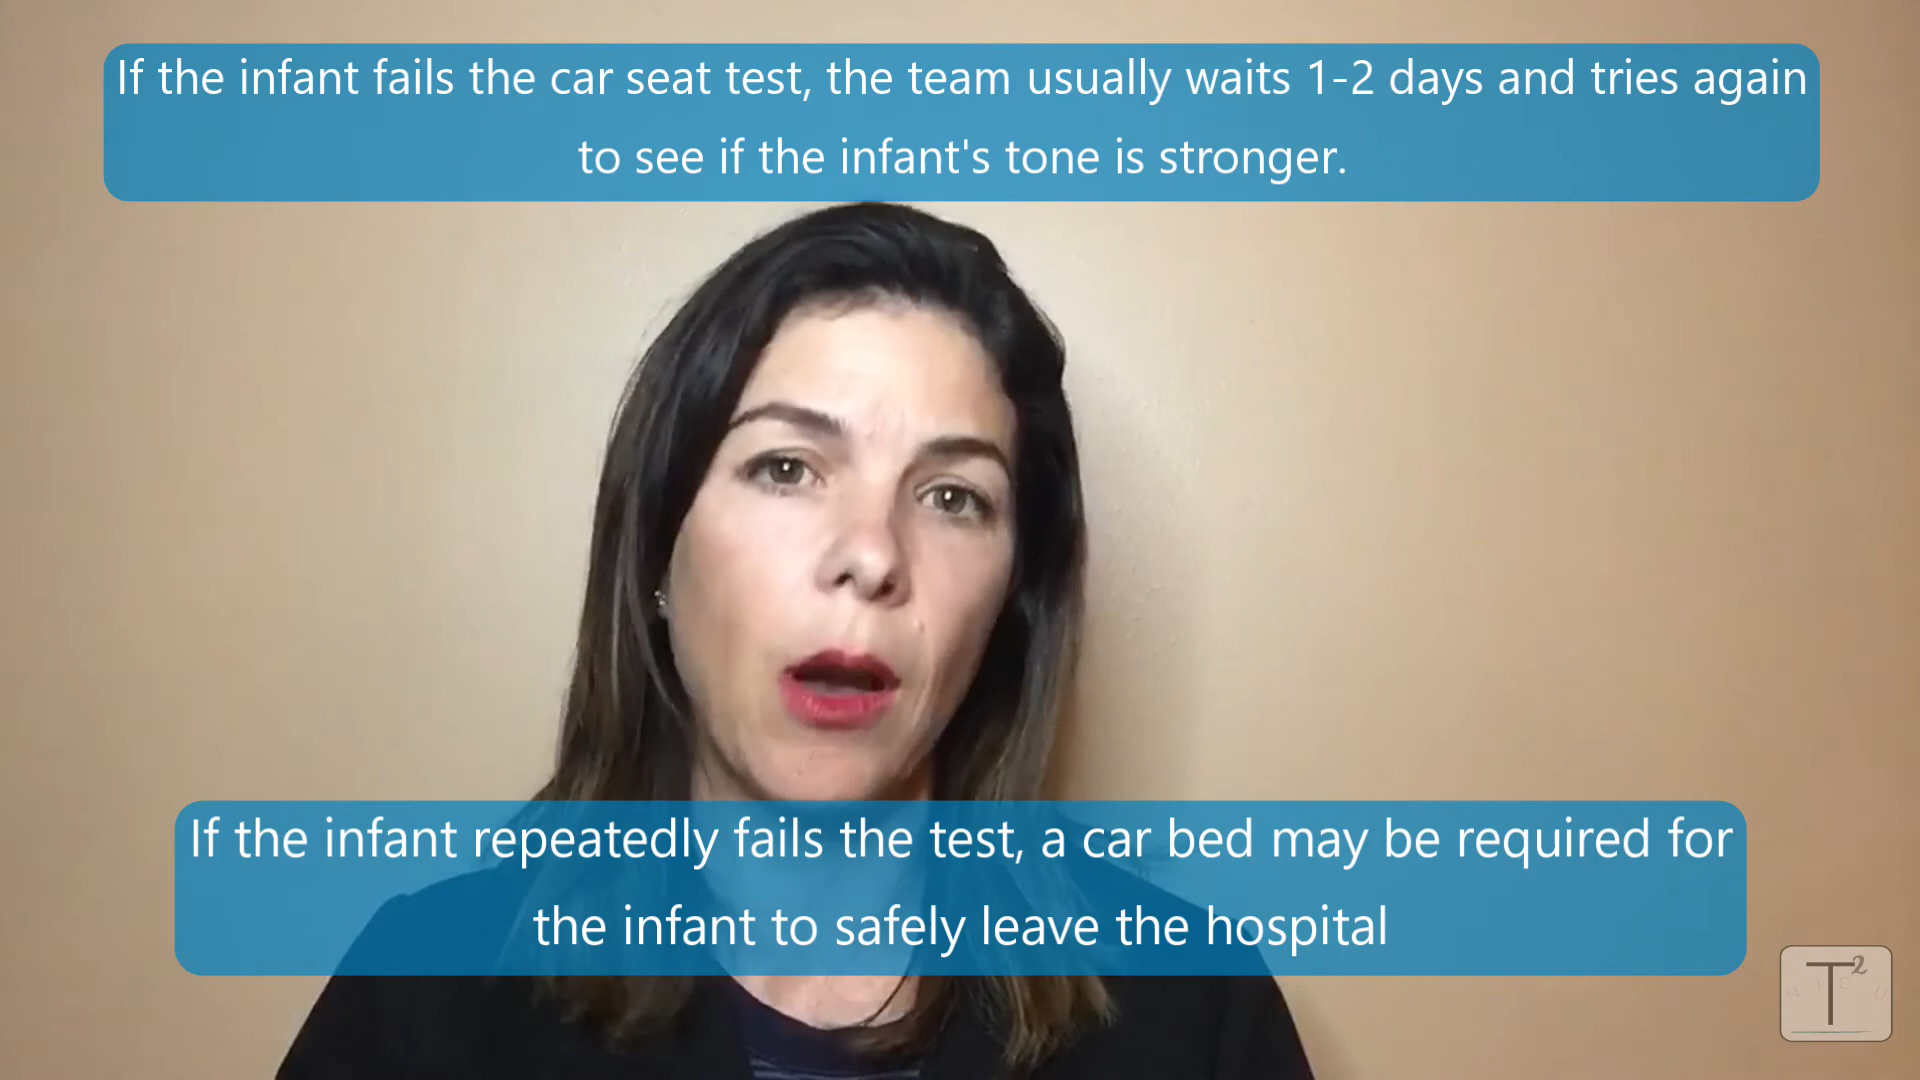 If the infant fails the car seat test, the team usually waits 1-2 days and tries again
to see if the infant's tone is stronger.
If the infant repeatedly fails the test, a car bed may be required for
the infant to safely leave the hospital
T2
N I C U